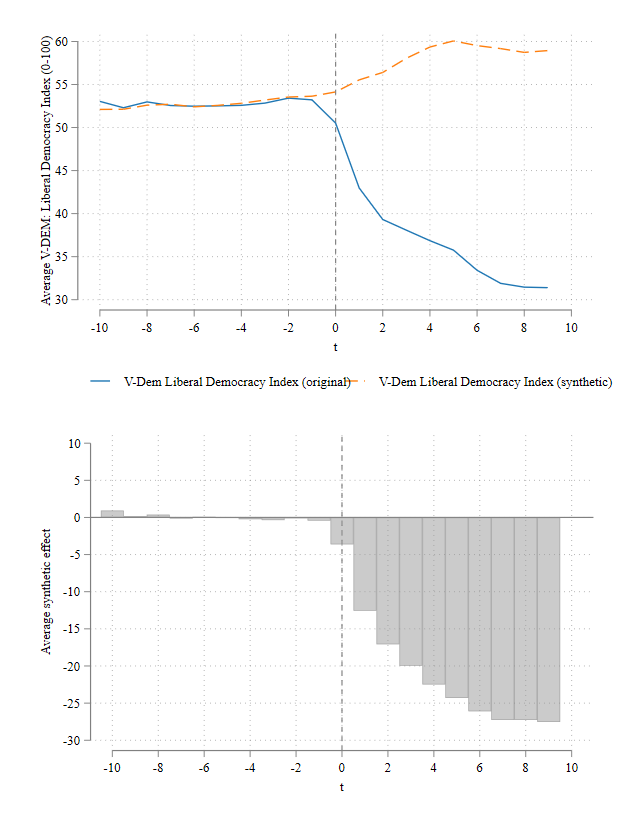 Average V-DEM: Liberal Democracy Index (0-100)
60
55
50
45
40
35
30
-10 -8 -6 -4 -2 0 2 4 6 8 10
t
V-Dem Liberal Democracy Index (original) V-Dem Liberal Democracy Index (synthetic)
Average synthetic effect
10
5
0
-5
-10
-15
-20
-25
-30
-10 -8 -6 -4 -2 0 2 4 6 8 10
t